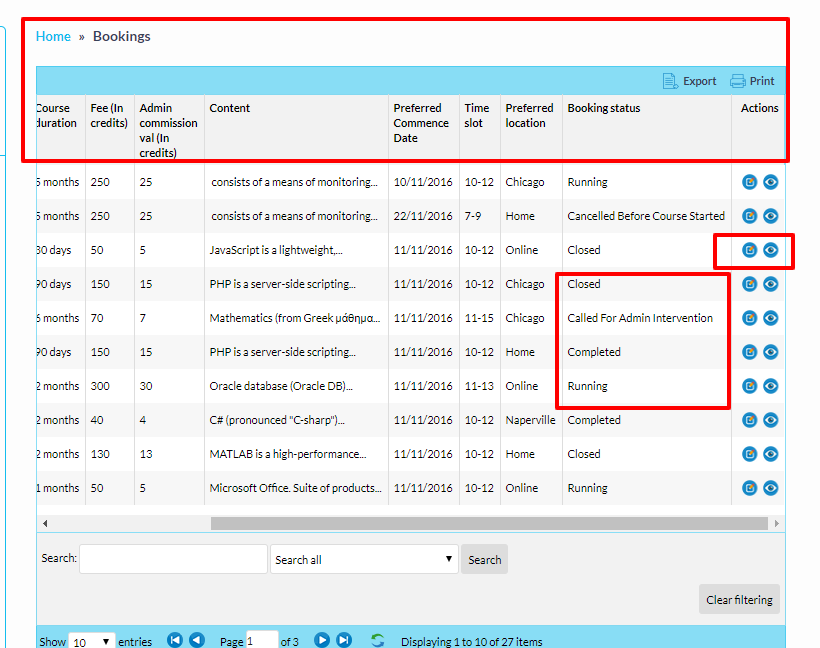 Home » Bookings
Export Print
Course duration Fee (In credits) Admin commission val (In credits) Content Preferred Commence Date Time slot Preferred location Booking status Actions
5 months 250 25 consists of a means of monitoring... 10/11/2016 10-12 Chicago Running
5 months 250 25 consists of a means of monitoring... 22/11/2016 7-9 Home Cancelled Before Course Started
30 days 50 5 JavaScript is a lightweight,... 11/11/2016 10-12 Online Closed
90 days 150 15 PHP is a server-side scripting... 11/11/2016 10-12 Chicago Closed
6 months 70 7 Mathematics (from Greek μάθημα... 11/11/2016 11-15 Chicago Called For Admin Intervention
90 days 150 15 PHP is a server-side scripting... 11/11/2016 10-12 Home Completed
2 months 300 30 Oracle database (Oracle DB)... 11/11/2016 11-13 Online Running
2 months 40 4 C# (pronounced "C-sharp")... 11/11/2016 10-12 Naperville Completed
2 months 130 13 MATLAB is a high-performance... 11/11/2016 10-12 Home Closed
1 months 50 5 Microsoft Office. Suite of products... 11/11/2016 10-12 Online Running
Search: Search all Search
Clear filtering
Show 10 entries Page 1 of 3 Displaying 1 to 10 of 27 items